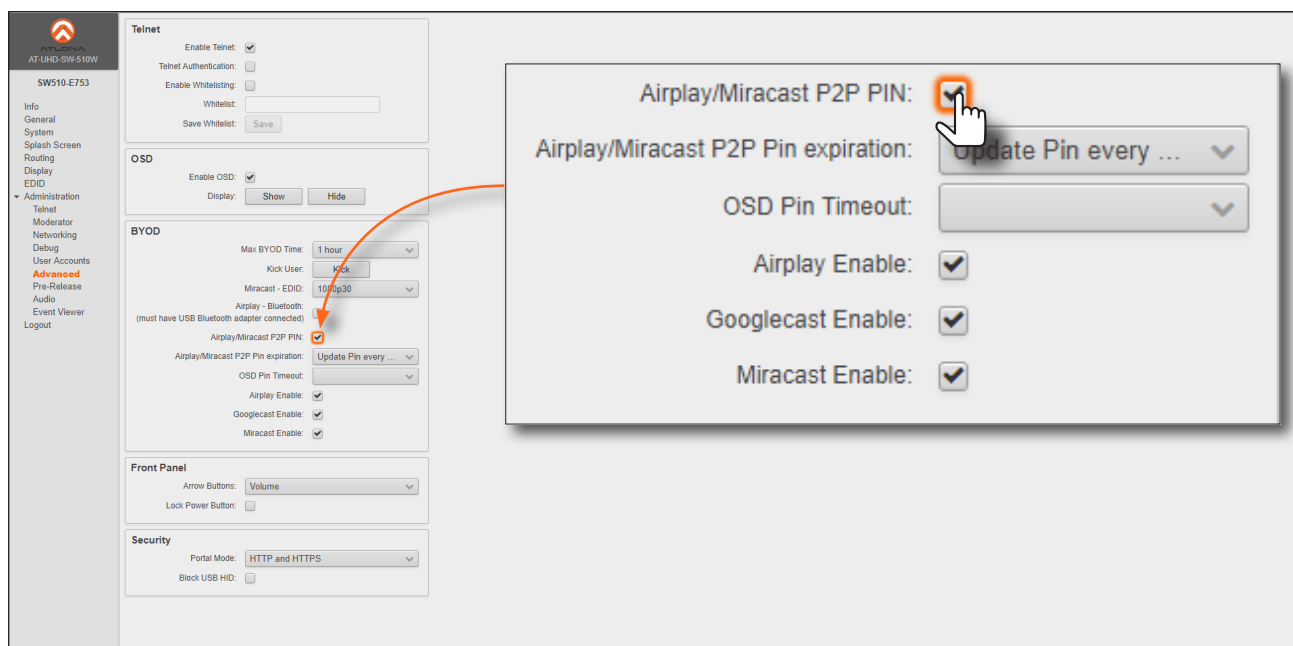 ATLONA
AT-UHD-SW-510W
SW510-E753
Info
General
System
Splash Screen
Routing
Display
EDID
Administration
Telnet
Moderator
Networking
Debug
User Accounts
Advanced
Pre-Release
Audio
Event Viewer
Logout
Telnet
Enable Telnet:
Telnet Authentication:
Enable Whitelisting:
Whitelist:
Save Whitelist: Save
OSD
Enable OSD:
Display: Show Hide
BYOD
Max BYOD Time: 1 hour
Kick User: Kick
Miracast - EDID: 1080p30
Airplay - Bluetooth:
(must have USB Bluetooth adapter connected)
Airplay/Miracast P2P PIN:
Airplay/Miracast P2P Pin expiration: Update Pin every ...
OSD Pin Timeout:
Airplay Enable:
Googlecast Enable:
Miracast Enable:
Front Panel
Arrow Buttons: Volume
Lock Power Button:
Security
Portal Mode: HTTP and HTTPS
Block USB HID:
Airplay/Miracast P2P PIN:
Airplay/Miracast P2P Pin expiration: Update Pin every ...
OSD Pin Timeout:
Airplay Enable:
Googlecast Enable:
Miracast Enable: